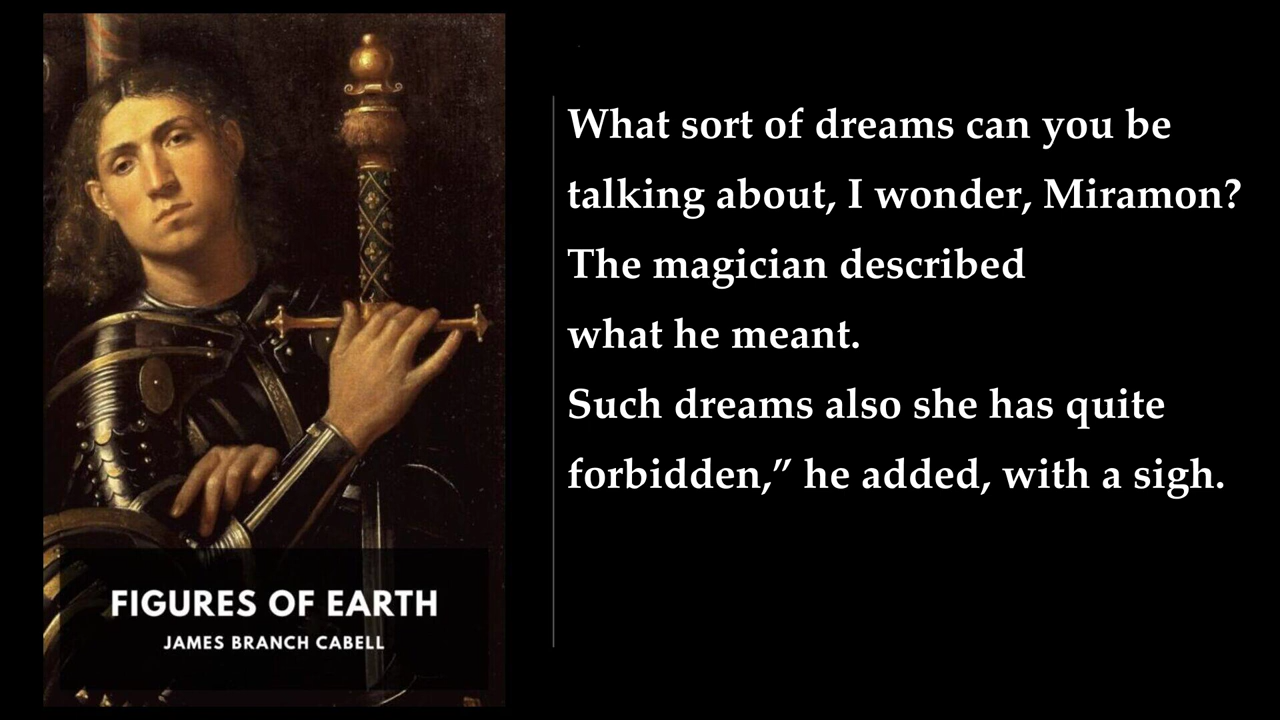 FIGURES OF EARTH
JAMES BRANCH CABELL
What sort of dreams can you be
talking about, I wonder, Miramon?
The magician described
what he meant.
Such dreams also she has quite
forbidden,” he added, with a sigh.